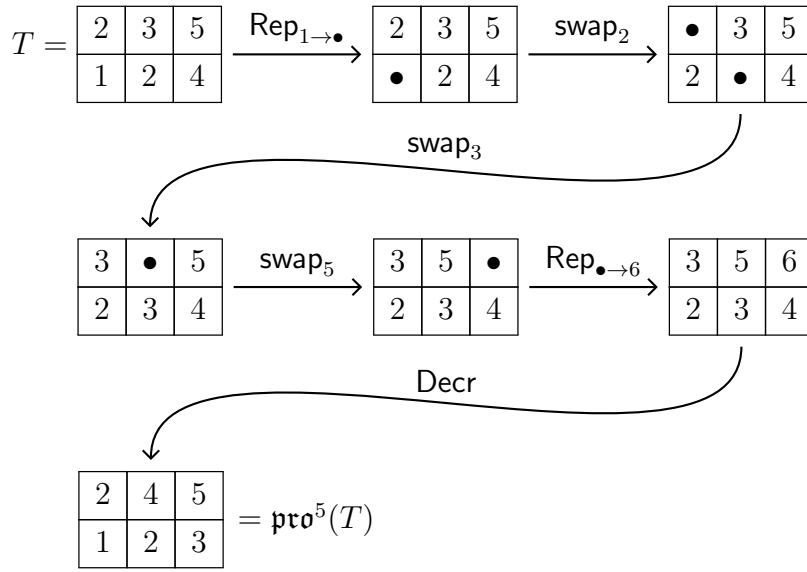 Rep₁→• swap₂
T = 2 3 5 2 3 5 • 3 5
1 2 4 • 2 4 2 • 4
swap₃
3 • 5 swap₅ 3 5 • Rep•→₆ 3 5 6
2 3 4 2 3 4 2 3 4
Decr
2 4 5
1 2 3 = 𝔭𝔯𝔬⁵(T)